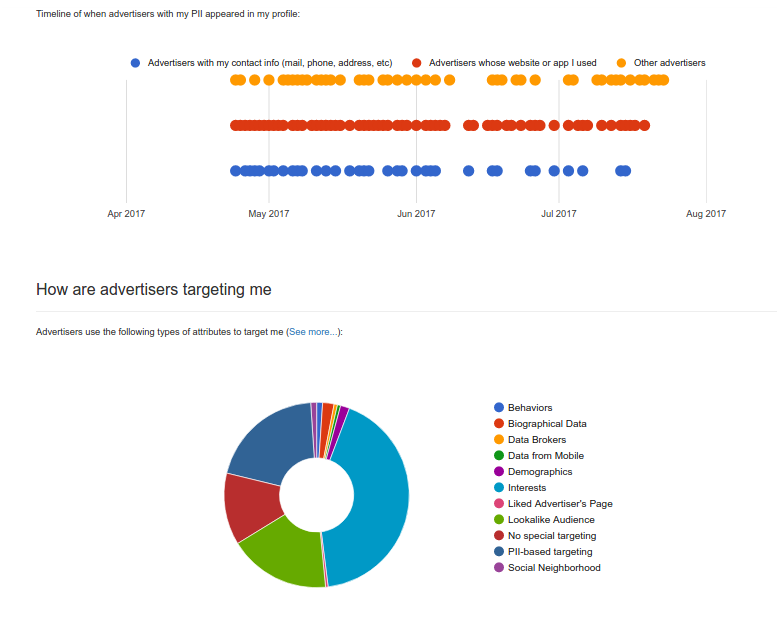 Timeline of when advertisers with my PII appeared in my profile:
Advertisers with my contact info (mail, phone, address, etc) Advertisers whose website or app I used Other advertisers
Apr 2017 May 2017 Jun 2017 Jul 2017 Aug 2017
How are advertisers targeting me
Advertisers use the following types of attributes to target me (See more...):
Behaviors
Biographical Data
Data Brokers
Data from Mobile
Demographics
Interests
Liked Advertiser's Page
Lookalike Audience
No special targeting
PII-based targeting
Social Neighborhood